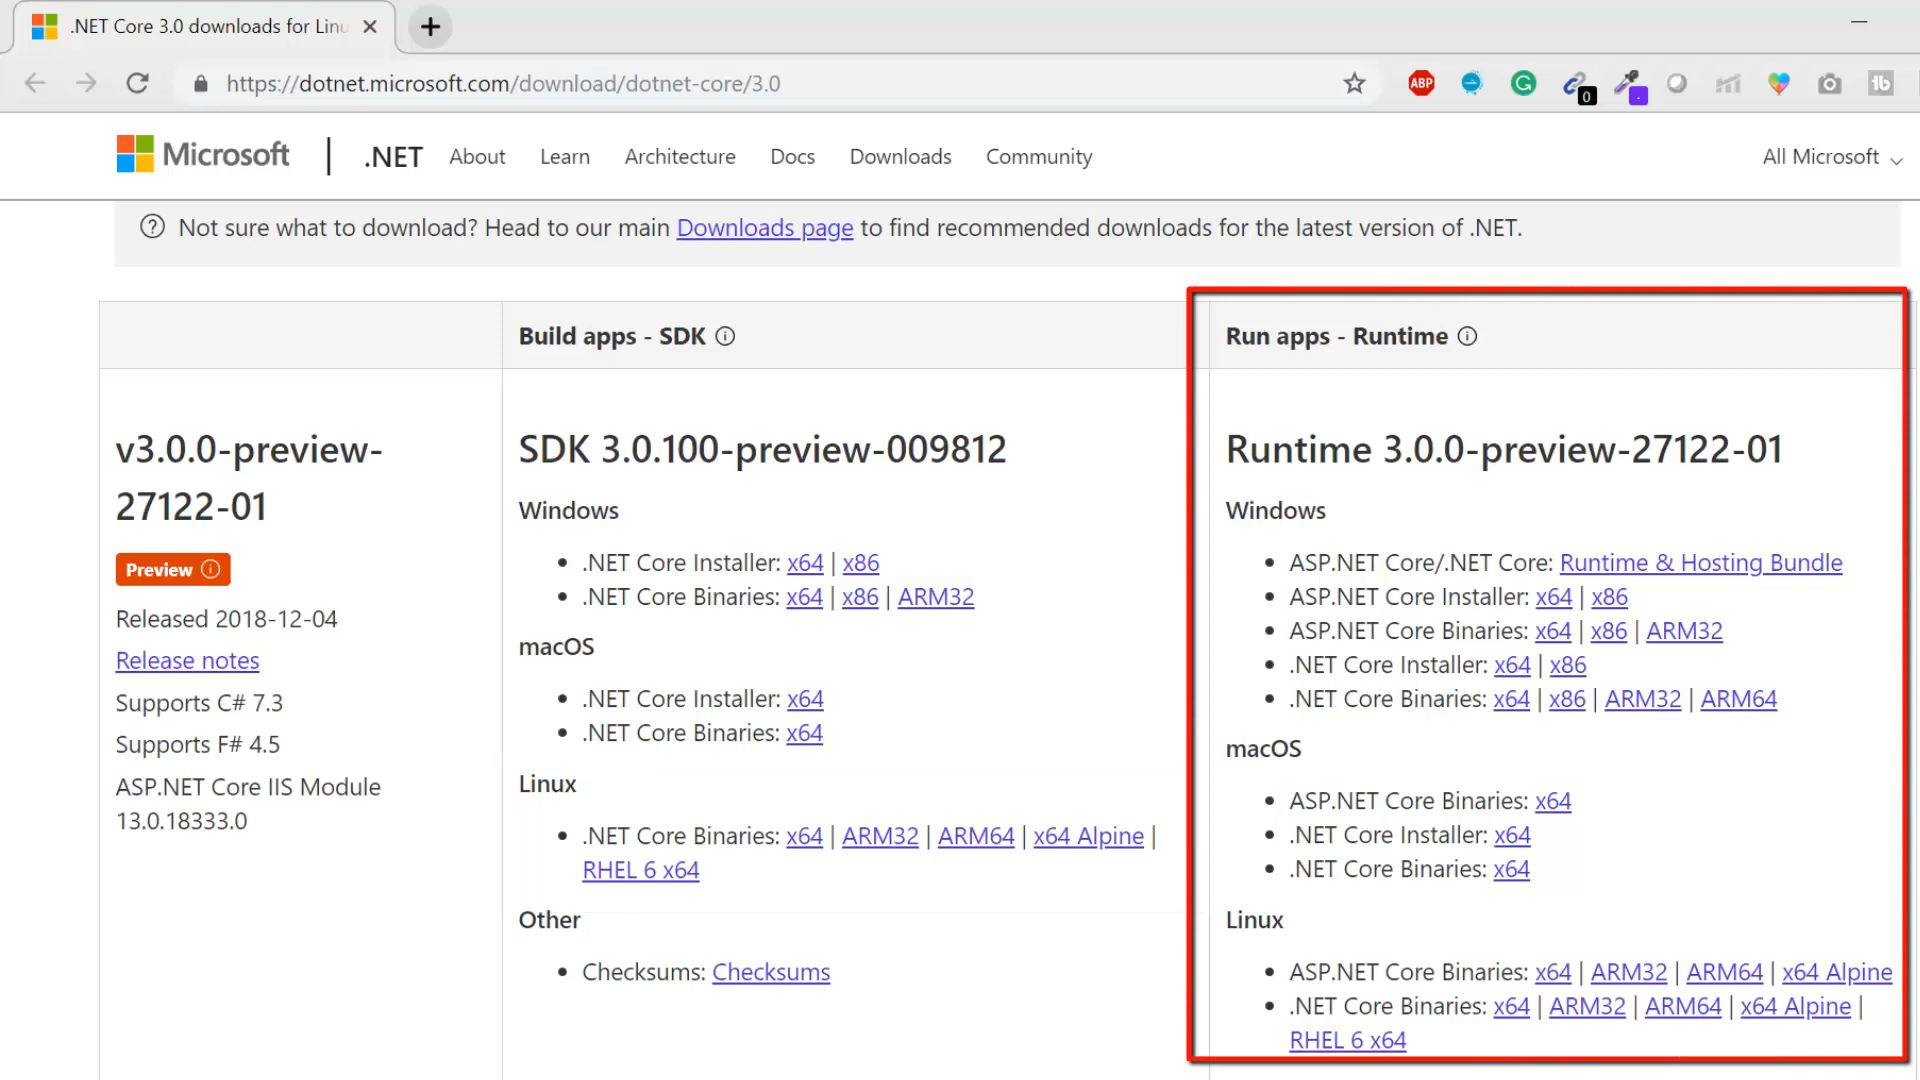 .NET Core 3.0 downloads for Linu
https://dotnet.microsoft.com/download/dotnet-core/3.0
ABP
0
Microsoft
.NET
About
Learn
Architecture
Docs
Downloads
Community
All Microsoft
Not sure what to download? Head to our main Downloads page to find recommended downloads for the latest version of .NET.
Build apps - SDK
Run apps - Runtime
v3.0.0-preview-
27122-01
Preview
Released 2018-12-04
Release notes
Supports C# 7.3
Supports F# 4.5
ASP.NET Core IIS Module
13.0.18333.0
SDK 3.0.100-preview-009812
Windows
• .NET Core Installer: x64 | x86
• .NET Core Binaries: x64 | x86 | ARM32
macOS
• .NET Core Installer: x64
• .NET Core Binaries: x64
Linux
• .NET Core Binaries: x64 | ARM32 | ARM64 | x64 Alpine |
RHEL 6 x64
Other
• Checksums: Checksums
Runtime 3.0.0-preview-27122-01
Windows
• ASP.NET Core/.NET Core: Runtime & Hosting Bundle
• ASP.NET Core Installer: x64 | x86
• ASP.NET Core Binaries: x64 | x86 | ARM32
• .NET Core Installer: x64 | x86
• .NET Core Binaries: x64 | x86 | ARM32 | ARM64
macOS
• ASP.NET Core Binaries: x64
• .NET Core Installer: x64
• .NET Core Binaries: x64
Linux
• ASP.NET Core Binaries: x64 | ARM32 | ARM64 | x64 Alpine
• .NET Core Binaries: x64 | ARM32 | ARM64 | x64 Alpine |
RHEL 6 x64